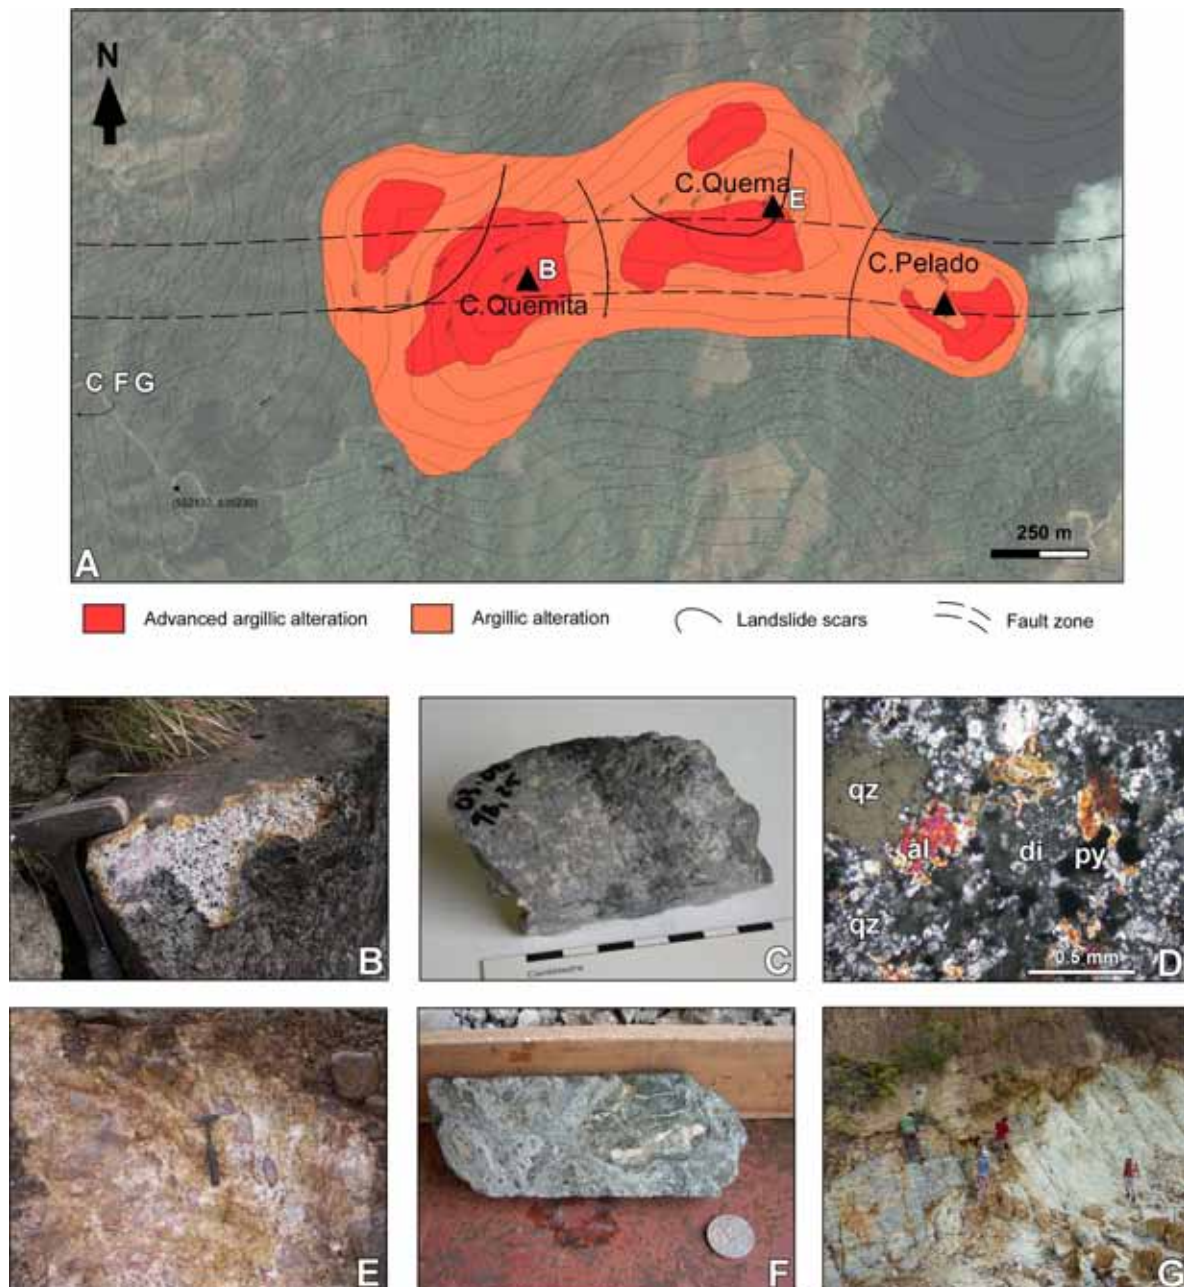 N
C.Quema
E
C.Pelado
B
C.Quemita
C F G
250 m
A
Advanced argillic alteration
Argillic alteration
Landslide scars
Fault zone
B
C
Centimetre
qz
al
di
py
qz
0.5 mm
D
E
F
G